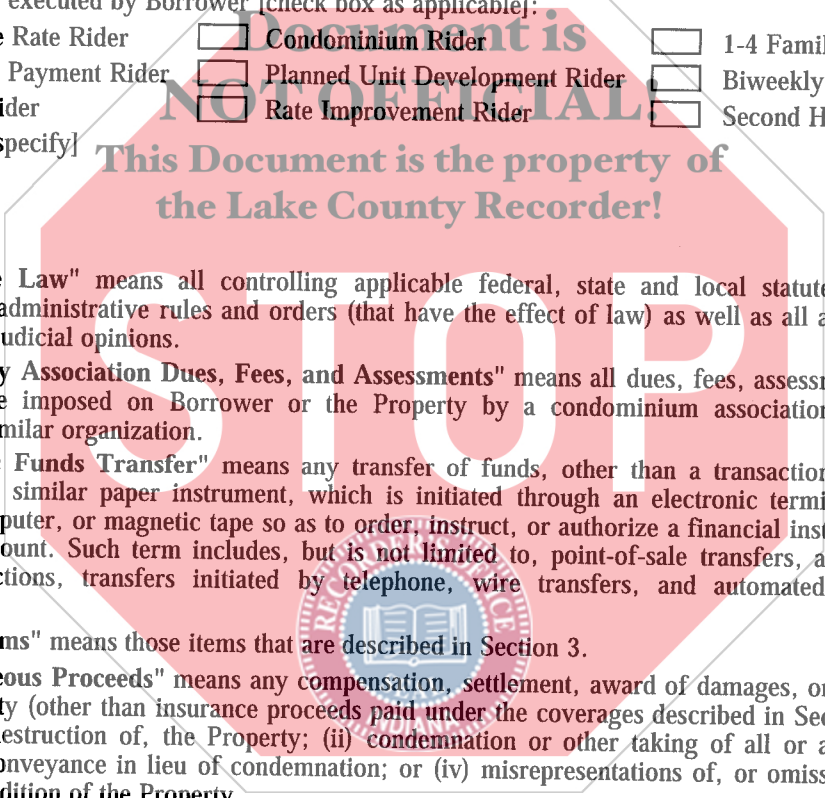 executed by Borrower [check box as applicable]:
Rate Rider Condominium Rider 1-4 Famil
Payment Rider Planned Unit Development Rider Biweekly
ider Rate Improvement Rider Second H
specify]
Document is
NOT OFFICIAL!
This Document is the property of
the Lake County Recorder!
STOP
e Law" means all controlling applicable federal, state and local statute
administrative rules and orders (that have the effect of law) as well as all a
udicial opinions.
y Association Dues, Fees, and Assessments" means all dues, fees, assessm
e imposed on Borrower or the Property by a condominium association
milar organization.
Funds Transfer" means any transfer of funds, other than a transaction
similar paper instrument, which is initiated through an electronic termi
puter, or magnetic tape so as to order, instruct, or authorize a financial inst
ount. Such term includes, but is not limited to, point-of-sale transfers, a
ctions, transfers initiated by telephone, wire transfers, and automated
ms" means those items that are described in Section 3.
eous Proceeds" means any compensation, settlement, award of damages, or
ty (other than insurance proceeds paid under the coverages described in Sec
estruction of, the Property; (ii) condemnation or other taking of all or a
onveyance in lieu of condemnation; or (iv) misrepresentations of, or omiss
dition of the Property.
RECORDER'S OFFICE
SEAL
INDIANA